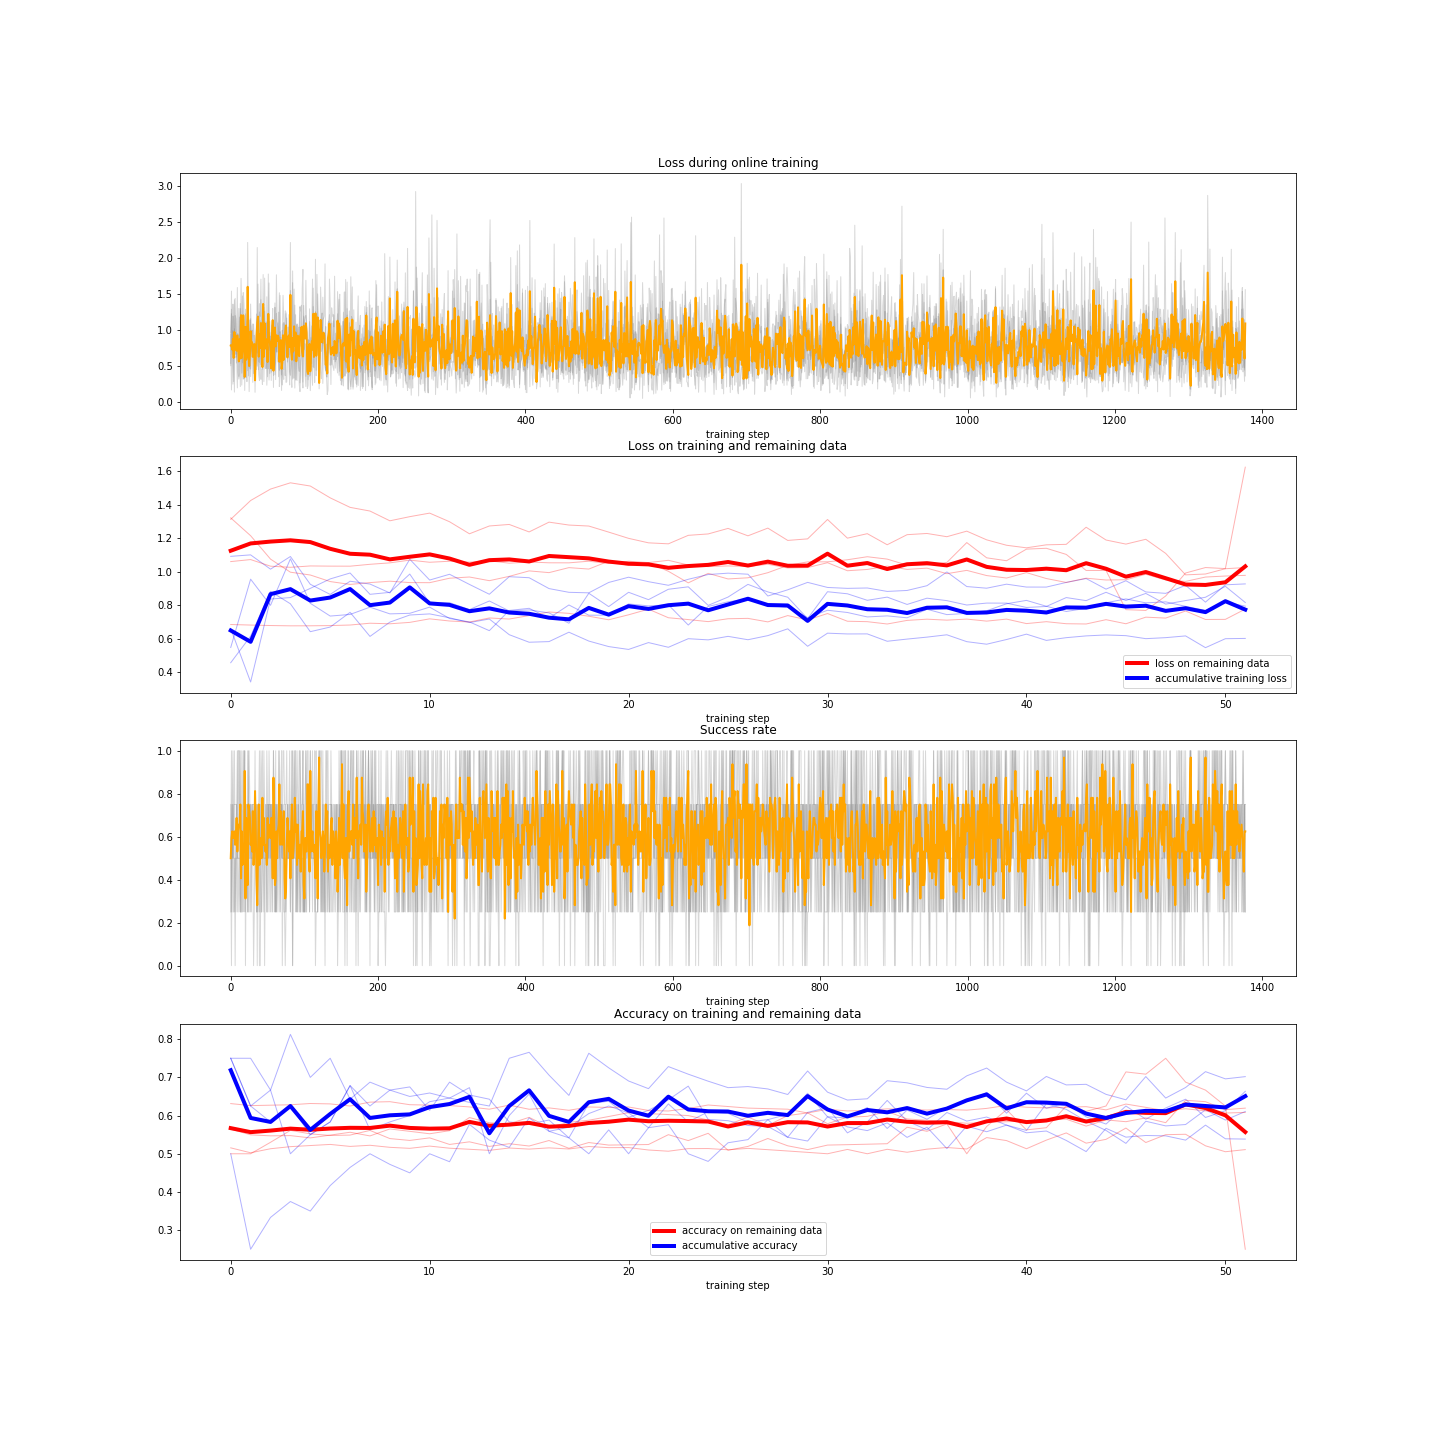 Loss during online training
3.0
2.5
2.0
1.5
1.0
0.5
0.0
0 200 400 600 800 1000 1200 1400
training step
Loss on training and remaining data
1.6
1.4
1.2
1.0
0.8
0.6
0.4
loss on remaining data
accumulative training loss
0 10 20 30 40 50
training step
Success rate
1.0
0.8
0.6
0.4
0.2
0.0
0 200 400 600 800 1000 1200 1400
training step
Accuracy on training and remaining data
0.8
0.7
0.6
0.5
0.4
0.3
accuracy on remaining data
accumulative accuracy
0 10 20 30 40 50
training step